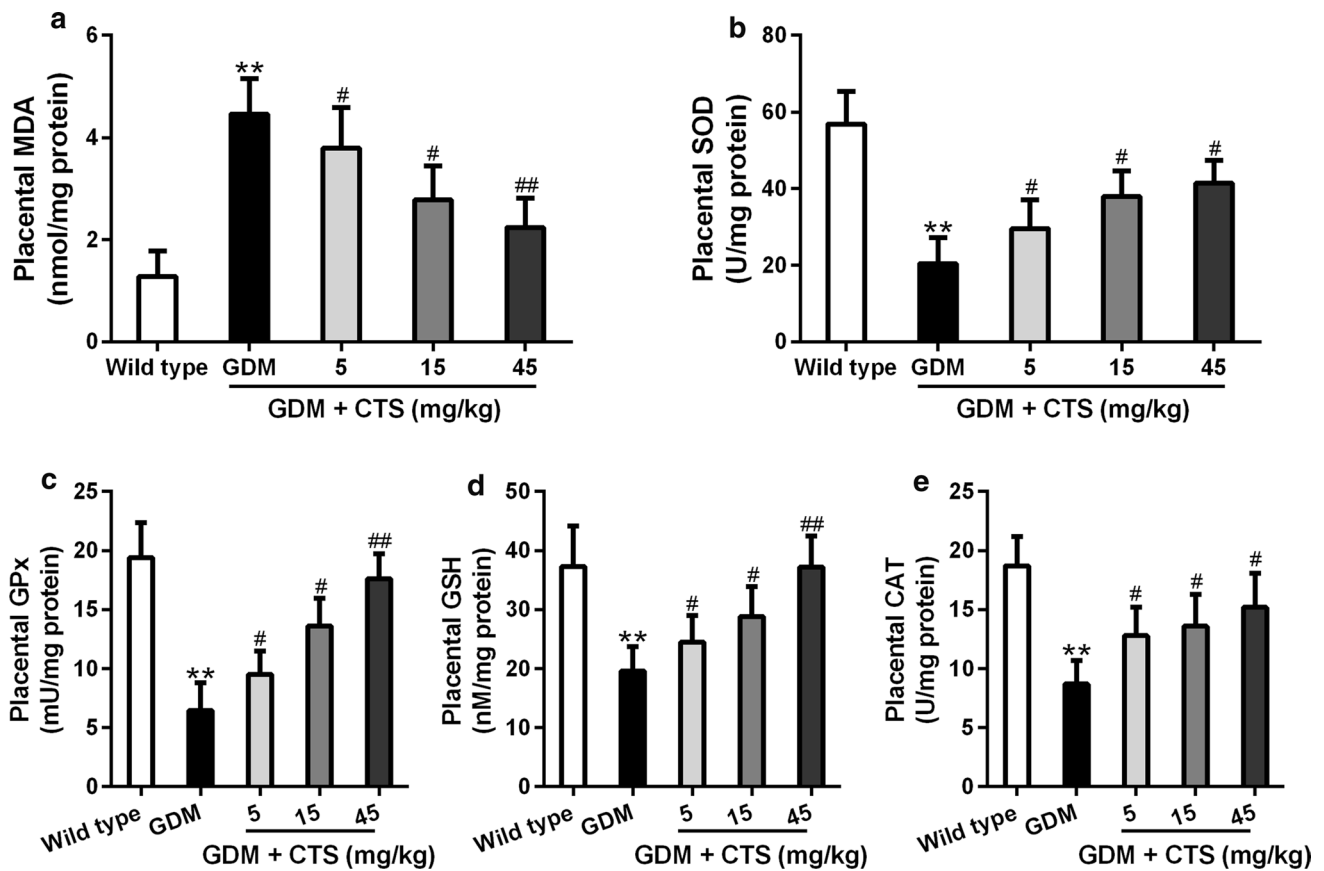 a
Placental MDA
(nmol/mg protein)
6
4
2
0
**
#
#
##
Wild type GDM 5 15 45
GDM + CTS (mg/kg)
b
Placental SOD
(U/mg protein)
80
60
40
20
0
**
#
#
#
Wild type GDM 5 15 45
GDM + CTS (mg/kg)
c
Placental GPx
(mU/mg protein)
25
20
15
10
5
0
**
#
#
##
Wild type GDM 5 15 45
GDM + CTS (mg/kg)
d
Placental GSH
(nM/mg protein)
50
40
30
20
10
0
**
#
#
##
Wild type GDM 5 15 45
GDM + CTS (mg/kg)
e
Placental CAT
(U/mg protein)
25
20
15
10
5
0
**
#
#
#
Wild type GDM 5 15 45
GDM + CTS (mg/kg)